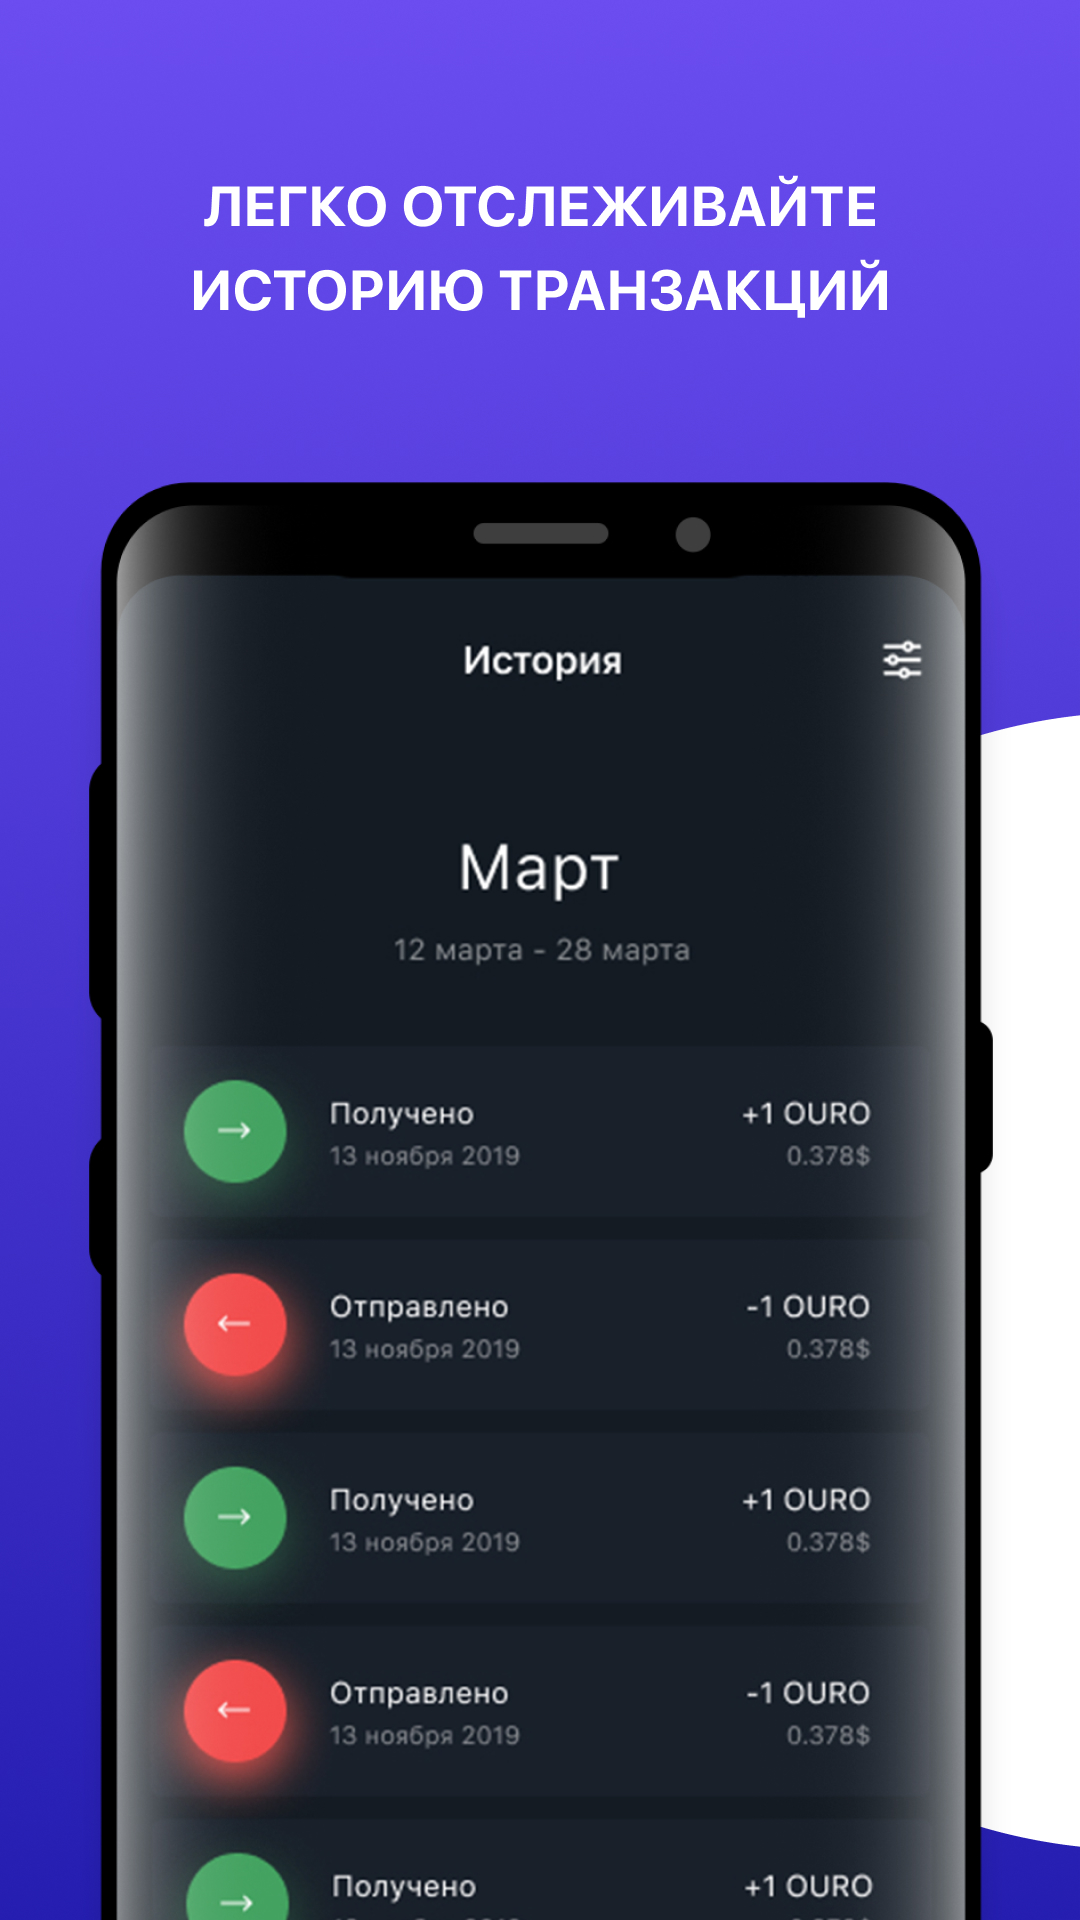 ЛЕГКО ОТСЛЕЖИВАЙТЕ
ИСТОРИЮ ТРАНЗАКЦИЙ
История
Март
12 марта - 28 марта
Получено +1 OURO
13 ноября 2019 0.378$
Отправлено -1 OURO
13 ноября 2019 0.378$
Получено +1 OURO
13 ноября 2019 0.378$
Отправлено -1 OURO
13 ноября 2019 0.378$
Получено +1 OURO